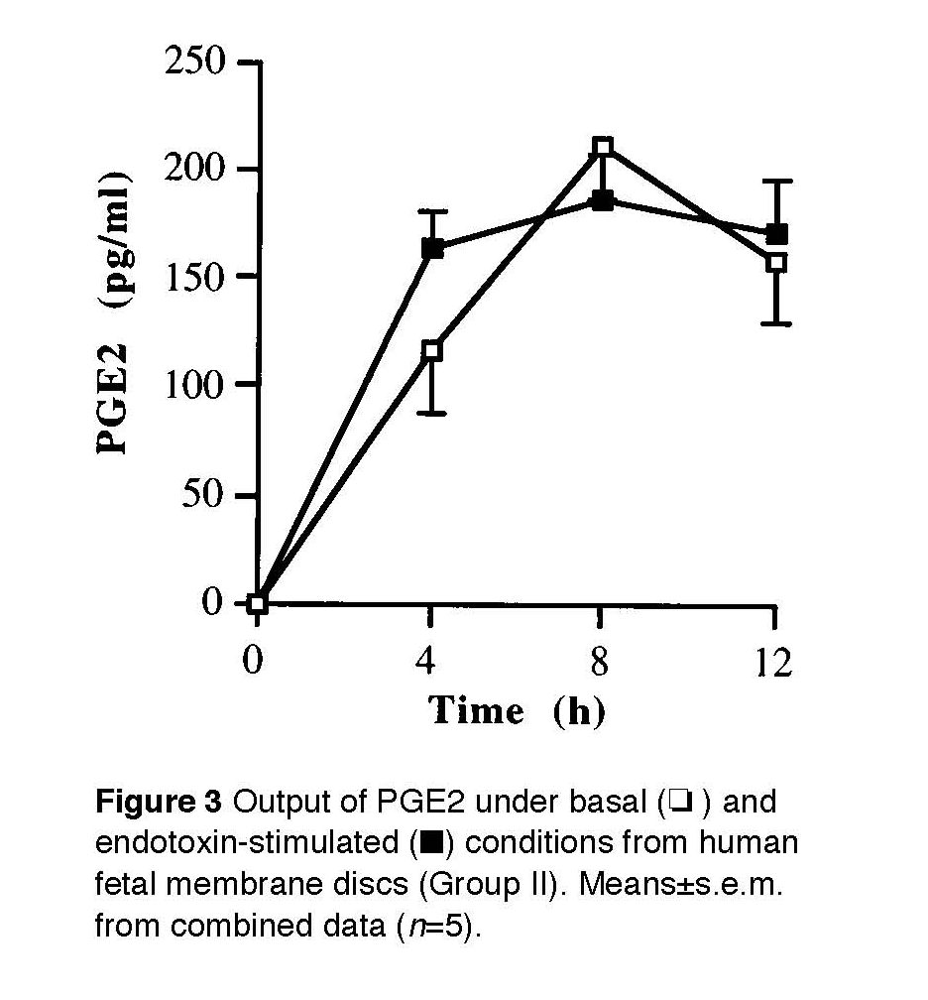 250
200
150
100
50
0
PGE2 (pg/ml)
0 4 8 12
Time (h)
Figure 3 Output of PGE2 under basal (❏ ) and
endotoxin-stimulated (■) conditions from human
fetal membrane discs (Group II). Means±s.e.m.
from combined data (n=5).